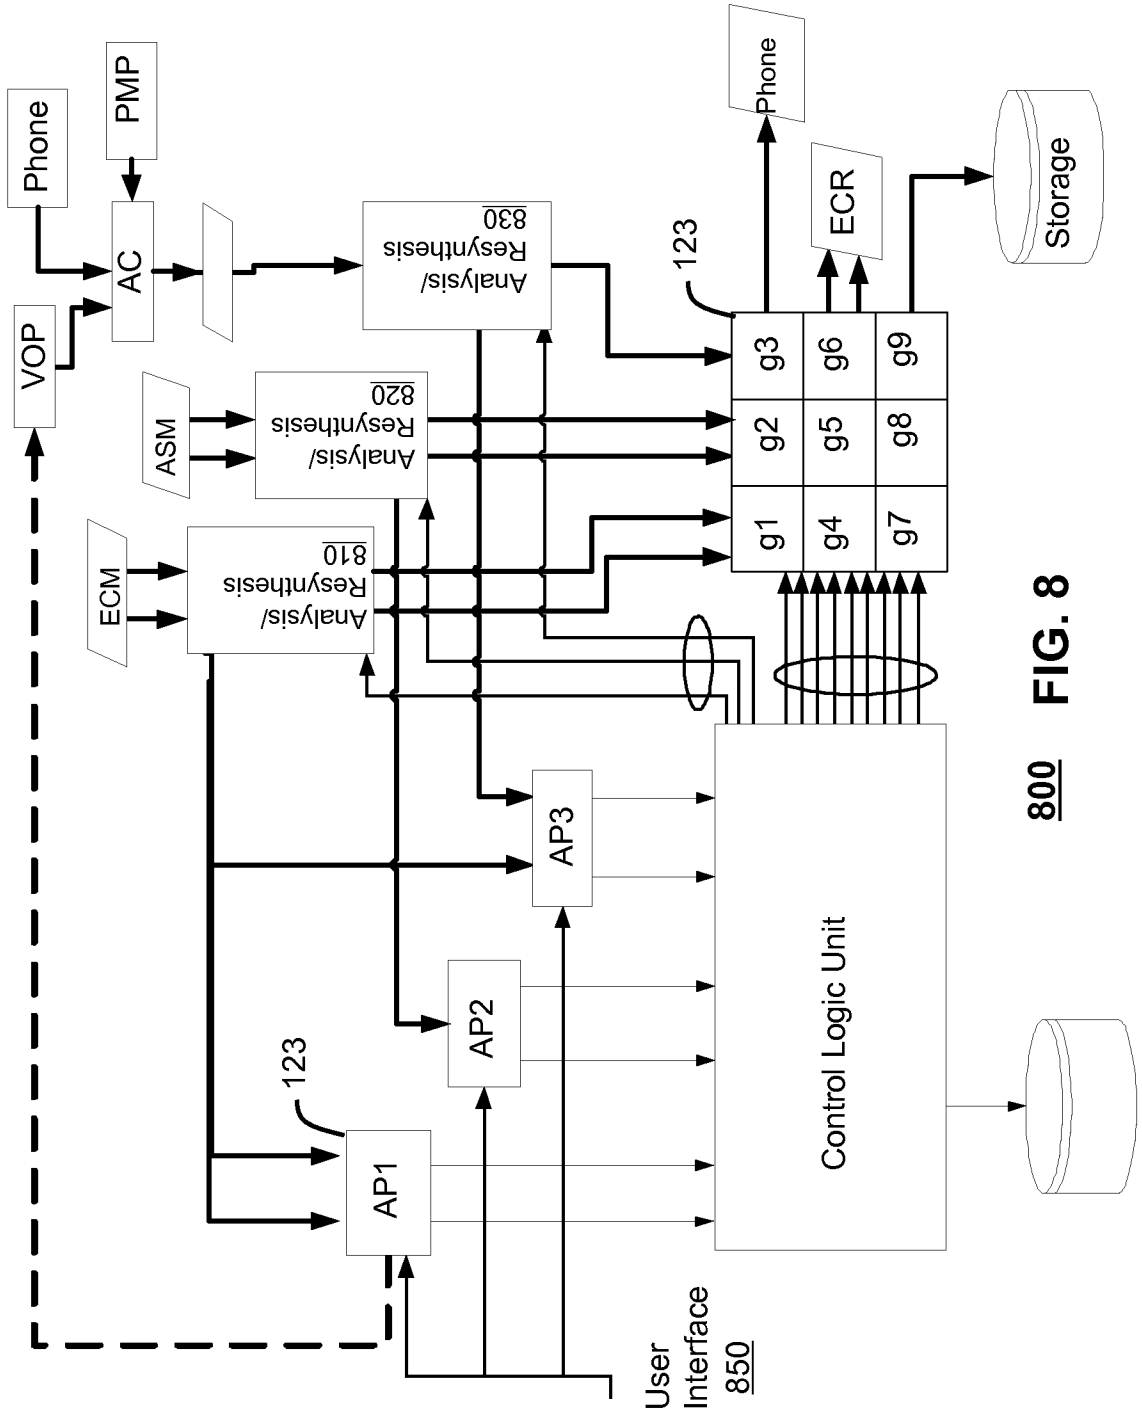 Phone
PMP
VOP
AC
ASM
ECM
Analysis/
Resynthesis
810
Analysis/
Resynthesis
820
Analysis/
Resynthesis
830
Phone
ECR
Storage
123
g1
g2
g3
g4
g5
g6
g7
g8
g9
AP1
123
AP2
AP3
Control Logic Unit
User
Interface
850
800
FIG. 8